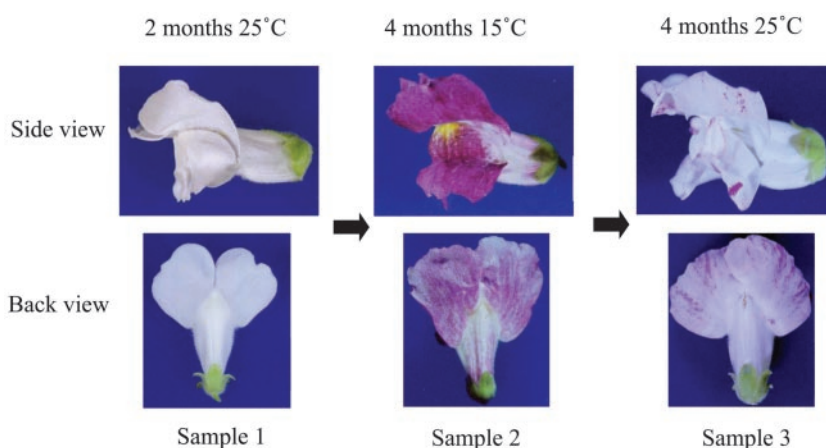 2 months 25˚C
4 months 15˚C
4 months 25˚C
Side view
Back view
Sample 1
Sample 2
Sample 3